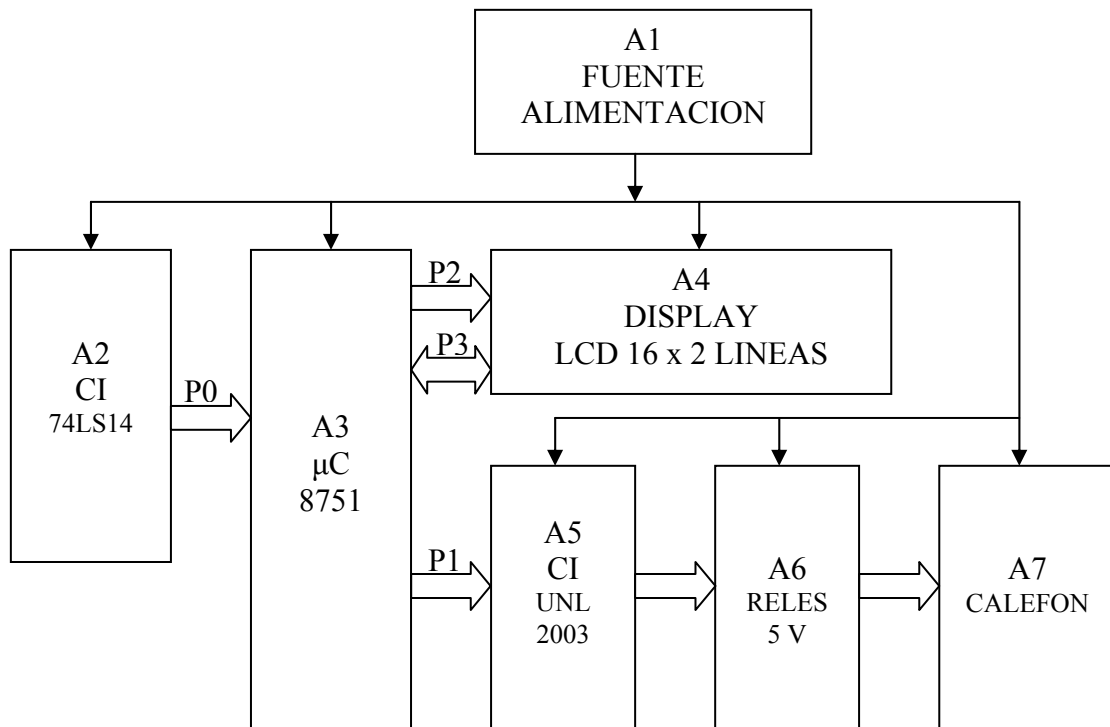 A1
FUENTE
ALIMENTACION
A2
CI
74LS14
P0
A3
μC
8751
P2
P3
A4
DISPLAY
LCD 16 x 2 LINEAS
P1
A5
CI
UNL
2003
A6
RELES
5 V
A7
CALEFON